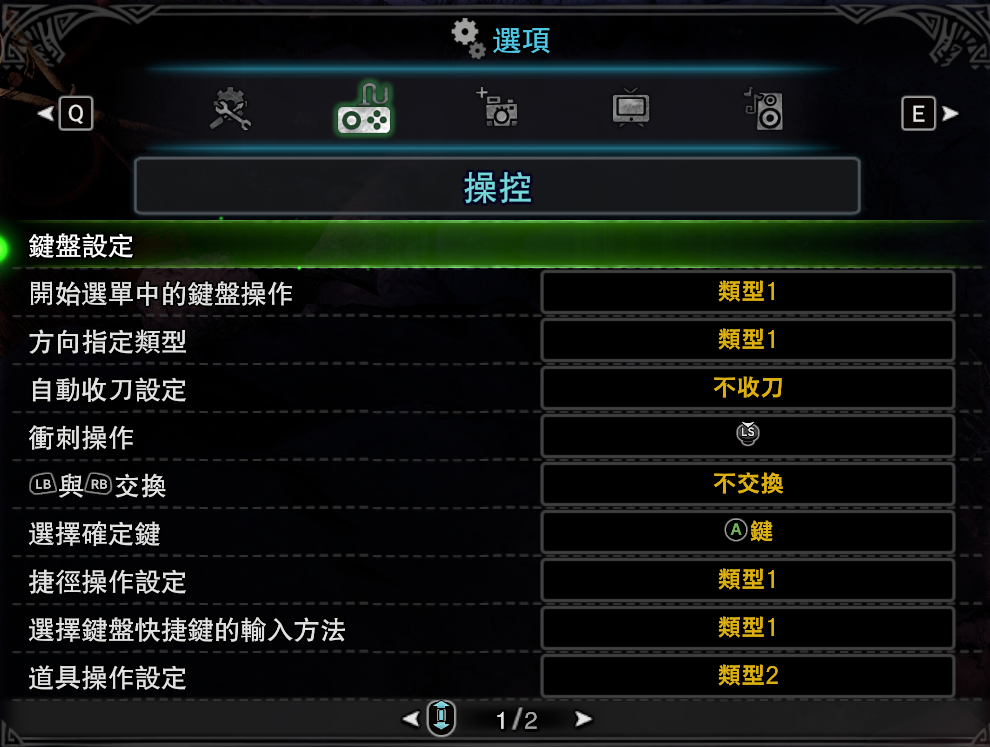 選項
Q
E
操控
鍵盤設定
開始選單中的鍵盤操作 類型1
方向指定類型 類型1
自動收刀設定 不收刀
衝刺操作 LS
LB與RB交換 不交換
選擇確定鍵 A鍵
捷徑操作設定 類型1
選擇鍵盤快捷鍵的輸入方法 類型1
道具操作設定 類型2
1/2